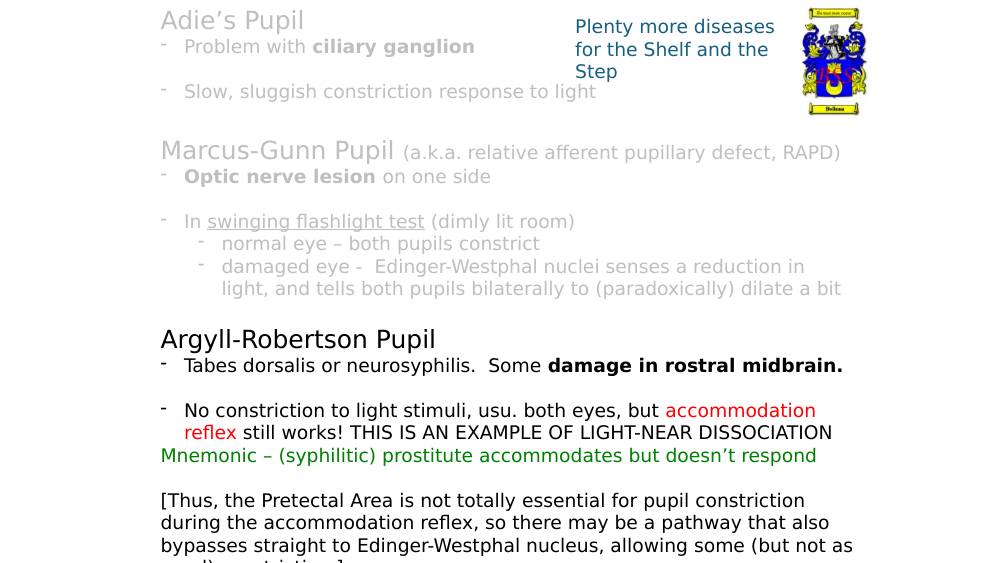 Adie’s Pupil
- Problem with ciliary ganglion
- Slow, sluggish constriction response to light
Plenty more diseases
for the Shelf and the
Step
Marcus-Gunn Pupil (a.k.a. relative afferent pupillary defect, RAPD)
- Optic nerve lesion on one side
- In swinging flashlight test (dimly lit room)
- normal eye – both pupils constrict
- damaged eye -  Edinger-Westphal nuclei senses a reduction in
light, and tells both pupils bilaterally to (paradoxically) dilate a bit
Argyll-Robertson Pupil
- Tabes dorsalis or neurosyphilis.  Some damage in rostral midbrain.
- No constriction to light stimuli, usu. both eyes, but accommodation
reflex still works! THIS IS AN EXAMPLE OF LIGHT-NEAR DISSOCIATION
Mnemonic – (syphilitic) prostitute accommodates but doesn’t respond
[Thus, the Pretectal Area is not totally essential for pupil constriction
during the accommodation reflex, so there may be a pathway that also
bypasses straight to Edinger-Westphal nucleus, allowing some (but not as